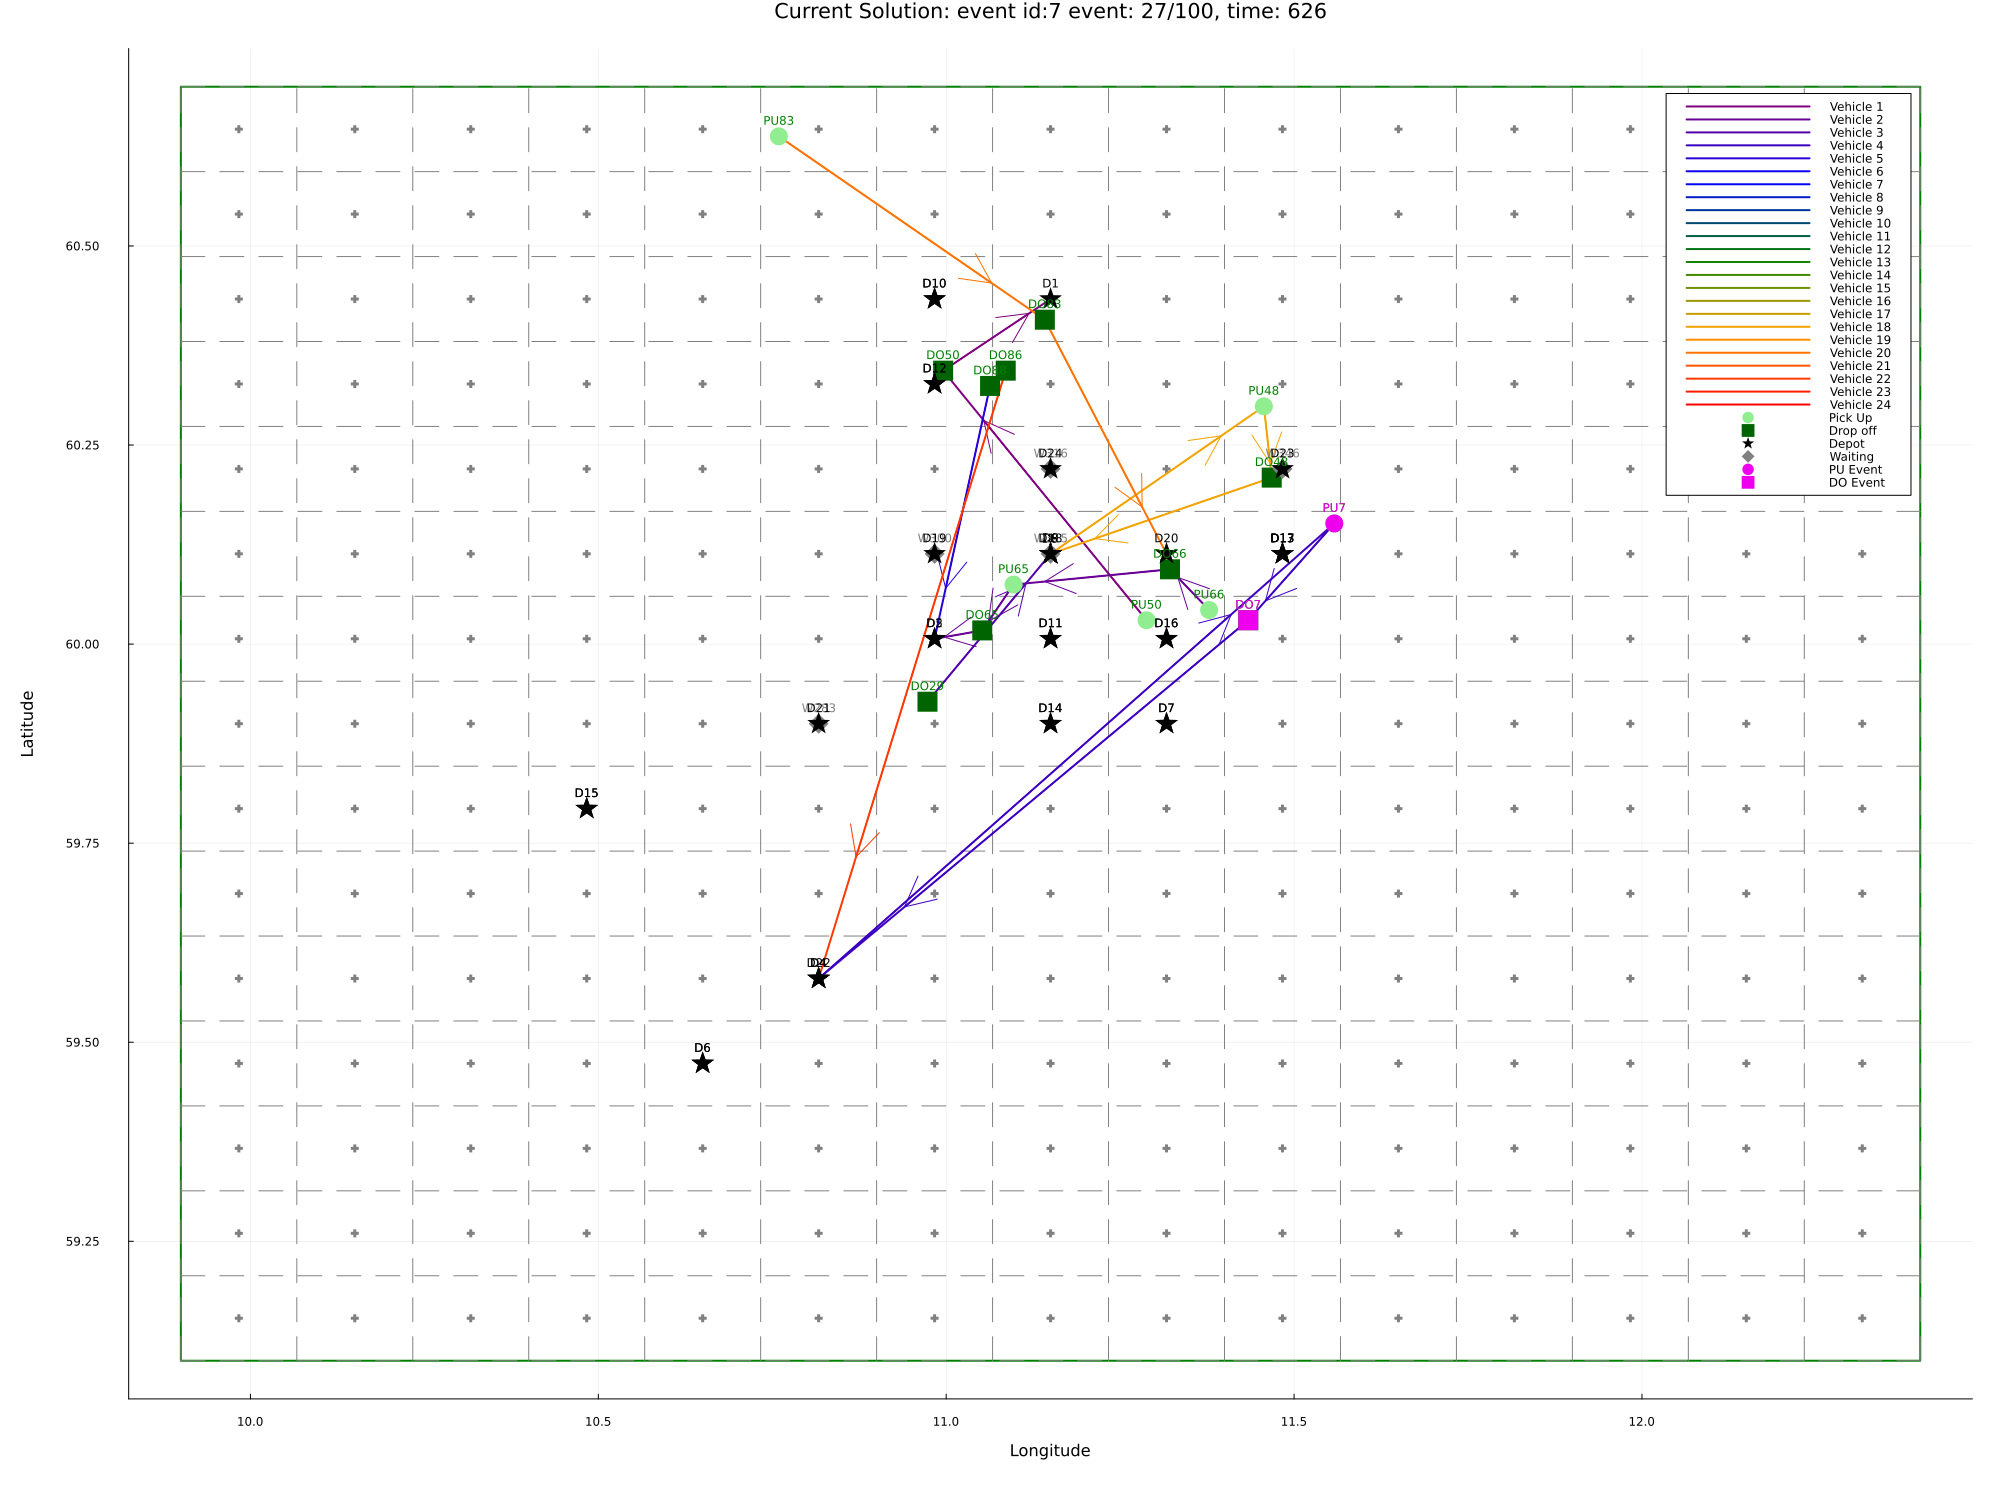 Current Solution: event id:7 event: 27/100, time: 626
Vehicle 1
Vehicle 2
Vehicle 3
Vehicle 4
Vehicle 5
Vehicle 6
Vehicle 7
Vehicle 8
Vehicle 9
Vehicle 10
Vehicle 11
Vehicle 12
Vehicle 13
Vehicle 14
Vehicle 15
Vehicle 16
Vehicle 17
Vehicle 18
Vehicle 19
Vehicle 20
Vehicle 21
Vehicle 22
Vehicle 23
Vehicle 24
Pick Up
Drop off
Depot
Waiting
PU Event
DO Event
PU83
D10
D1
DO50
DO86
D12
PU48
D24
D23
DO48
PU7
D19
D20
DO66
PU65
PU66
PU50
DO7
DO65
D11
D16
DO29
D21
D14
D7
D15
D6
60.50
60.25
60.00
59.75
59.50
59.25
Latitude
10.0
10.5
11.0
11.5
12.0
Longitude